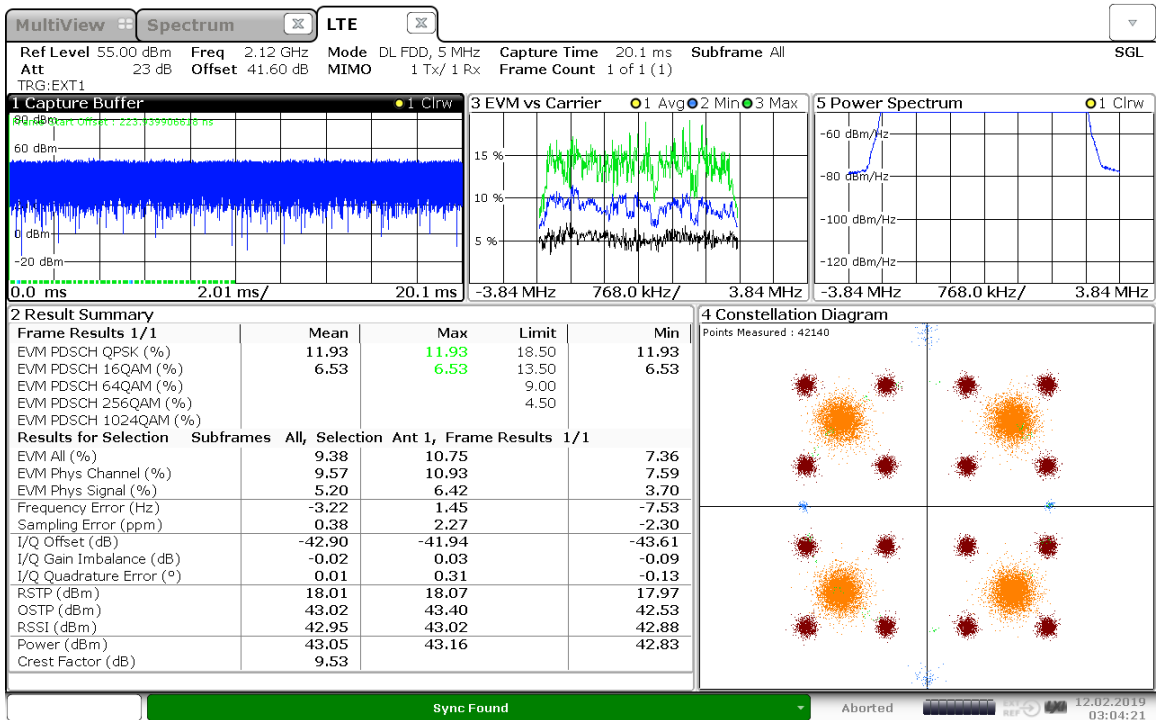 MultiView Spectrum LTE
Ref Level 55.00 dBm Freq 2.12 GHz Mode DL FDD, 5 MHz Capture Time 20.1 ms Subframe All SGL
Att 23 dB Offset 41.60 dB MIMO 1 Tx/ 1 Rx Frame Count 1 of 1 (1)
TRG:EXT1
1 Capture Buffer 1 Clrw
80 dBm
Frame Start Offset : 223.939906618 ns
60 dBm
0 dBm
-20 dBm
0.0 ms 2.01 ms/ 20.1 ms
3 EVM vs Carrier 1 Avg 2 Min 3 Max
15 %
10 %
5 %
-3.84 MHz 768.0 kHz/ 3.84 MHz
5 Power Spectrum 1 Clrw
-60 dBm/Hz
-80 dBm/Hz
-100 dBm/Hz
-120 dBm/Hz
-3.84 MHz 768.0 kHz/ 3.84 MHz
2 Result Summary
Frame Results 1/1 Mean Max Limit Min
EVM PDSCH QPSK (%) 11.93 11.93 18.50 11.93
EVM PDSCH 16QAM (%) 6.53 6.53 13.50 6.53
EVM PDSCH 64QAM (%) 9.00
EVM PDSCH 256QAM (%) 4.50
EVM PDSCH 1024QAM (%)
Results for Selection Subframes All, Selection Ant 1, Frame Results 1/1
EVM All (%) 9.38 10.75 7.36
EVM Phys Channel (%) 9.57 10.93 7.59
EVM Phys Signal (%) 5.20 6.42 3.70
Frequency Error (Hz) -3.22 1.45 -7.53
Sampling Error (ppm) 0.38 2.27 -2.30
I/Q Offset (dB) -42.90 -41.94 -43.61
I/Q Gain Imbalance (dB) -0.02 0.03 -0.09
I/Q Quadrature Error (°) 0.01 0.31 -0.13
RSTP (dBm) 18.01 18.07 17.97
OSTP (dBm) 43.02 43.40 42.53
RSSI (dBm) 42.95 43.02 42.88
Power (dBm) 43.05 43.16 42.83
Crest Factor (dB) 9.53
4 Constellation Diagram
Points Measured : 42140
Sync Found Aborted EXT REF 12.02.2019
03:04:21